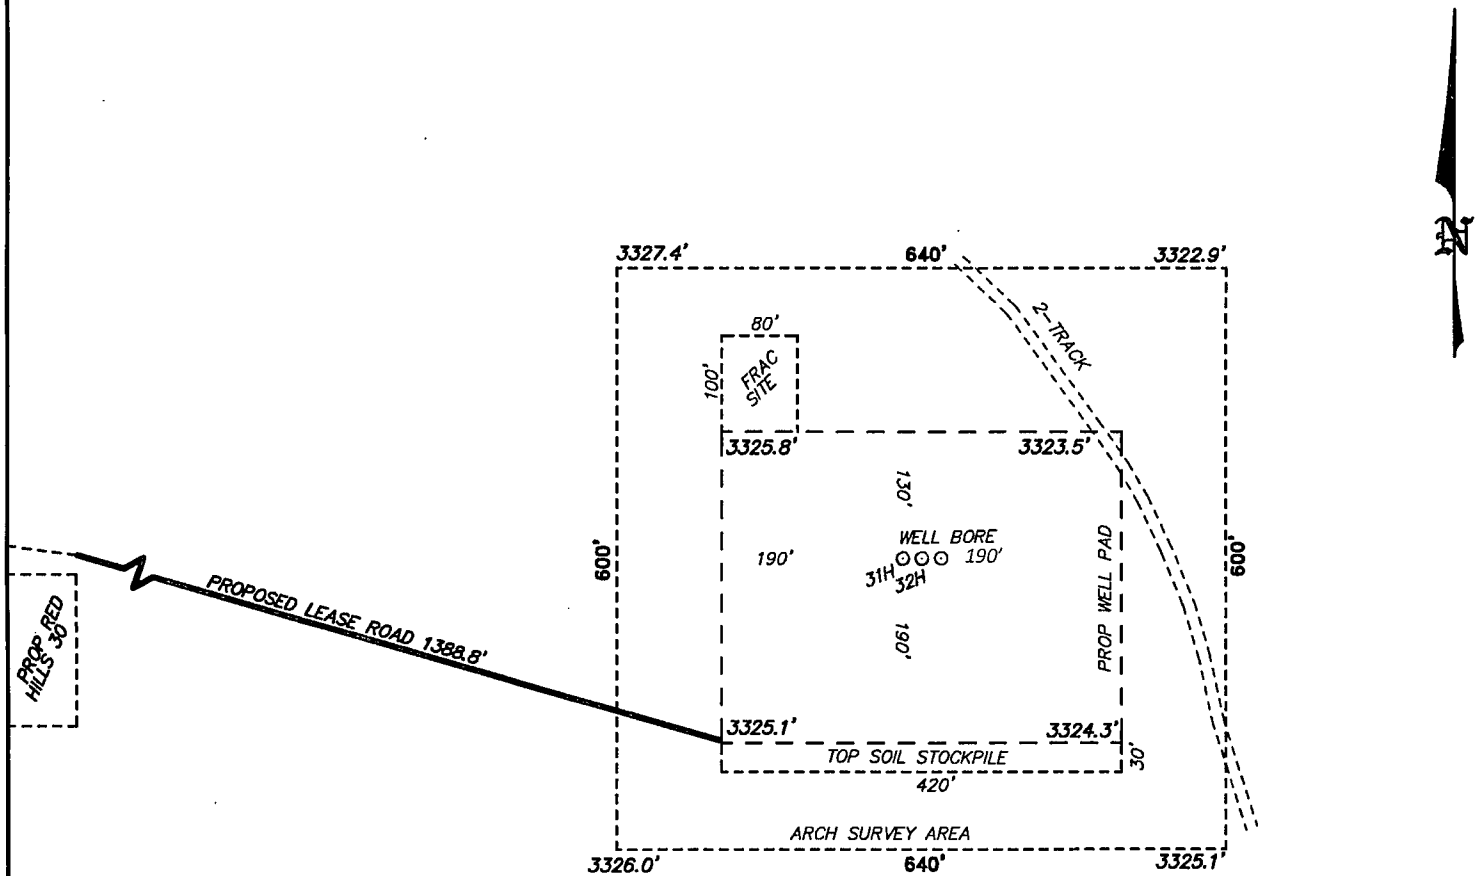 3327.4'
640'
3322.9'
80'
2-TRACK
100'
FRAC
SITE
3325.8'
3323.5'
130'
WELL BORE
190'
190'
31H
32H
600'
600'
PROP WELL PAD
PROPOSED LEASE ROAD 1388.8'
PROP RED
HILLS 30
190'
3325.1'
3324.3'
TOP SOIL STOCKPILE
30'
420'
ARCH SURVEY AREA
3326.0'
640'
3325.1'